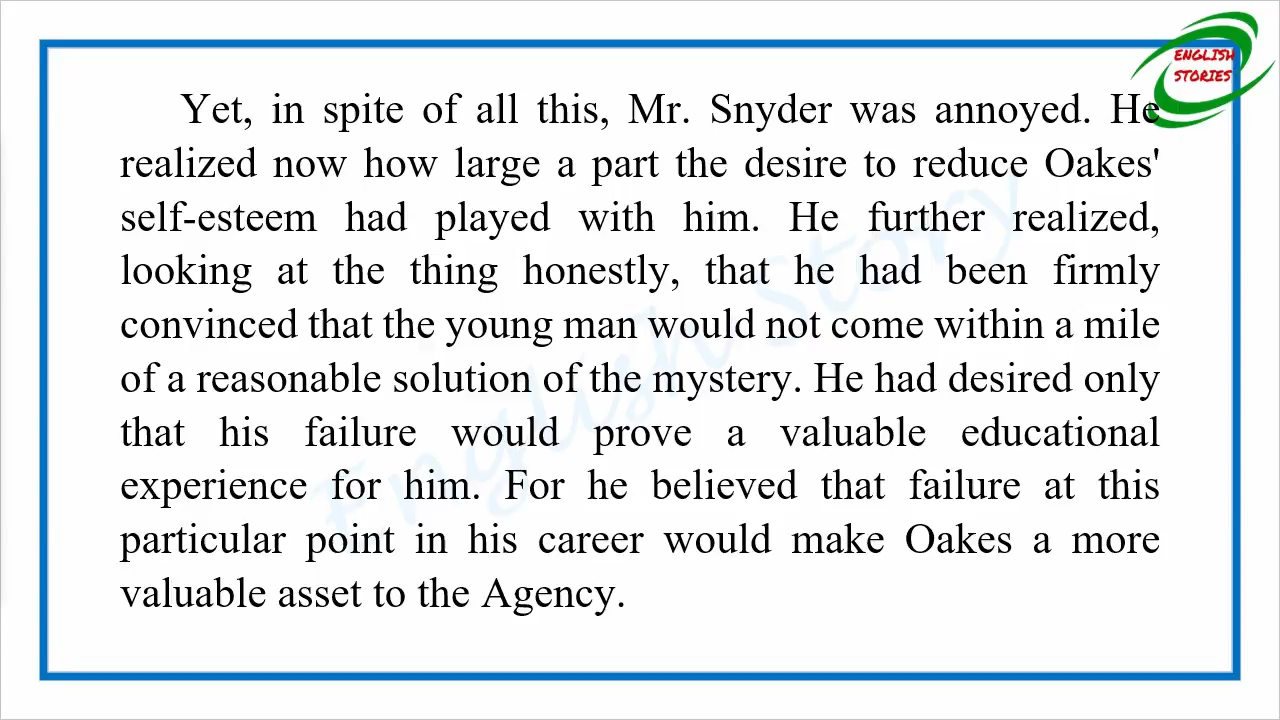 ENGLISH
STORIES
Yet, in spite of all this, Mr. Snyder was annoyed. He
realized now how large a part the desire to reduce Oakes'
self-esteem had played with him. He further realized,
looking at the thing honestly, that he had been firmly
convinced that the young man would not come within a mile
of a reasonable solution of the mystery. He had desired only
that his failure would prove a valuable educational
experience for him. For he believed that failure at this
particular point in his career would make Oakes a more
valuable asset to the Agency.
English Story